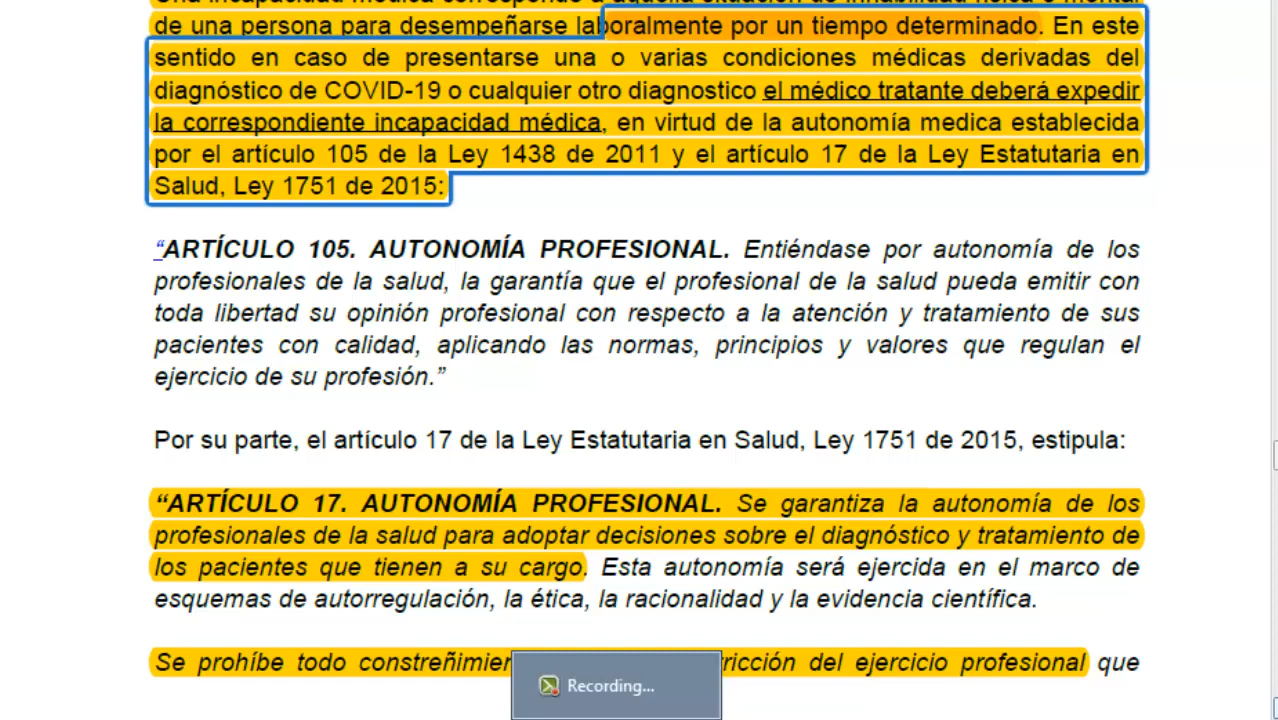 de una persona para desempeñarse laboralmente por un tiempo determinado. En este
sentido en caso de presentarse una o varias condiciones médicas derivadas del
diagnóstico de COVID-19 o cualquier otro diagnostico el médico tratante deberá expedir
la correspondiente incapacidad médica, en virtud de la autonomía medica establecida
por el artículo 105 de la Ley 1438 de 2011 y el artículo 17 de la Ley Estatutaria en
Salud, Ley 1751 de 2015:
“ARTÍCULO 105. AUTONOMÍA PROFESIONAL. Entiéndase por autonomía de los
profesionales de la salud, la garantía que el profesional de la salud pueda emitir con
toda libertad su opinión profesional con respecto a la atención y tratamiento de sus
pacientes con calidad, aplicando las normas, principios y valores que regulan el
ejercicio de su profesión.”
Por su parte, el artículo 17 de la Ley Estatutaria en Salud, Ley 1751 de 2015, estipula:
“ARTÍCULO 17. AUTONOMÍA PROFESIONAL. Se garantiza la autonomía de los
profesionales de la salud para adoptar decisiones sobre el diagnóstico y tratamiento de
los pacientes que tienen a su cargo. Esta autonomía será ejercida en el marco de
esquemas de autorregulación, la ética, la racionalidad y la evidencia científica.
Se prohíbe todo del ejercicio profesional que
Recording...